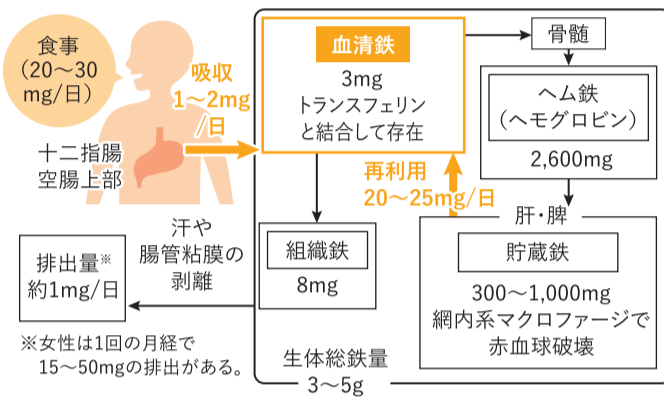 食事
（20〜30
mg/日）
吸収
1〜2mg
/日
十二指腸
空腸上部
血清鉄
3mg
トランスフェリン
と結合して存在
骨髄
ヘム鉄
（ヘモグロビン）
2,600mg
再利用
20〜25mg/日
肝・脾
貯蔵鉄
300〜1,000mg
網内系マクロファージで
赤血球破壊
組織鉄
8mg
汗や
腸管粘膜の
剥離
排出量※
約1mg/日
※女性は1回の月経で
15〜50mgの排出がある。
生体総鉄量
3〜5g